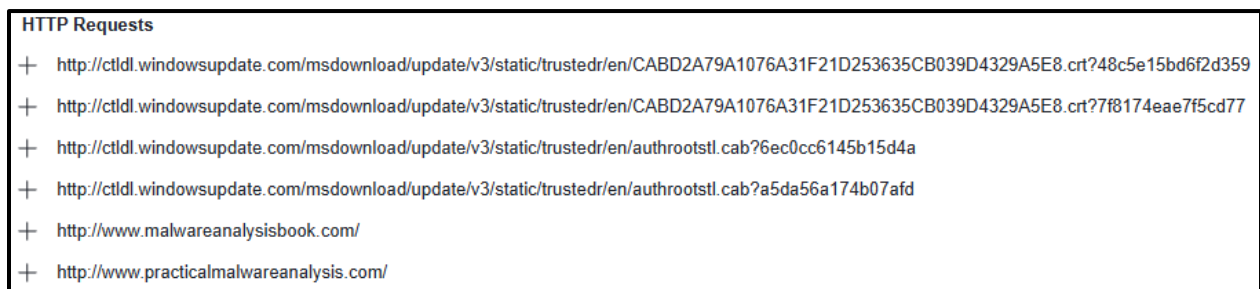 HTTP Requests
+ http://ctldl.windowsupdate.com/msdownload/update/v3/static/trustedr/en/CABD2A79A1076A31F21D253635CB039D4329A5E8.crt?48c5e15bd6f2d359
+ http://ctldl.windowsupdate.com/msdownload/update/v3/static/trustedr/en/CABD2A79A1076A31F21D253635CB039D4329A5E8.crt?7f8174eae7f5cd77
+ http://ctldl.windowsupdate.com/msdownload/update/v3/static/trustedr/en/authrootstl.cab?6ec0cc6145b15d4a
+ http://ctldl.windowsupdate.com/msdownload/update/v3/static/trustedr/en/authrootstl.cab?a5da56a174b07afd
+ http://www.malwareanalysisbook.com/
+ http://www.practicalmalwareanalysis.com/